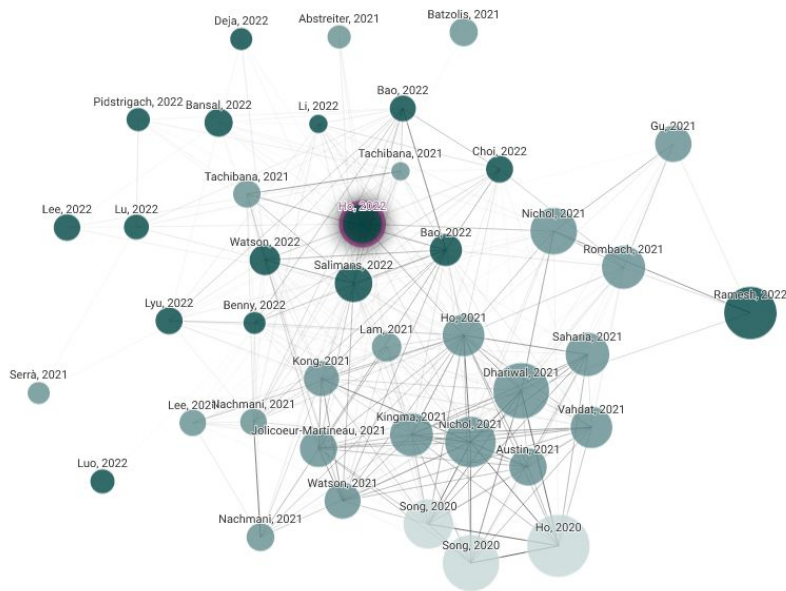 Deja, 2022
Abstreiter, 2021
Batzolis, 2021
Pidstrigach, 2022
Bansal, 2022
Li, 2022
Bao, 2022
Gu, 2021
Tachibana, 2021
Choi, 2022
Tachibana, 2021
Lee, 2022
Lu, 2022
Ho, 2022
Nichol, 2021
Watson, 2022
Bao, 2022
Rombach, 2021
Salimans, 2022
Ramesh, 2022
Lyu, 2022
Benny, 2022
Lam, 2021
Ho, 2021
Saharia, 2021
Serrà, 2021
Kong, 2021
Dhariwal, 2021
Lee, 2021
Nachmani, 2021
Kingma, 2021
Vahdat, 2021
Jolicoeur-Martineau, 2021
Nichol, 2021
Austin, 2021
Luo, 2022
Watson, 2021
Nachmani, 2021
Song, 2020
Ho, 2020
Song, 2020